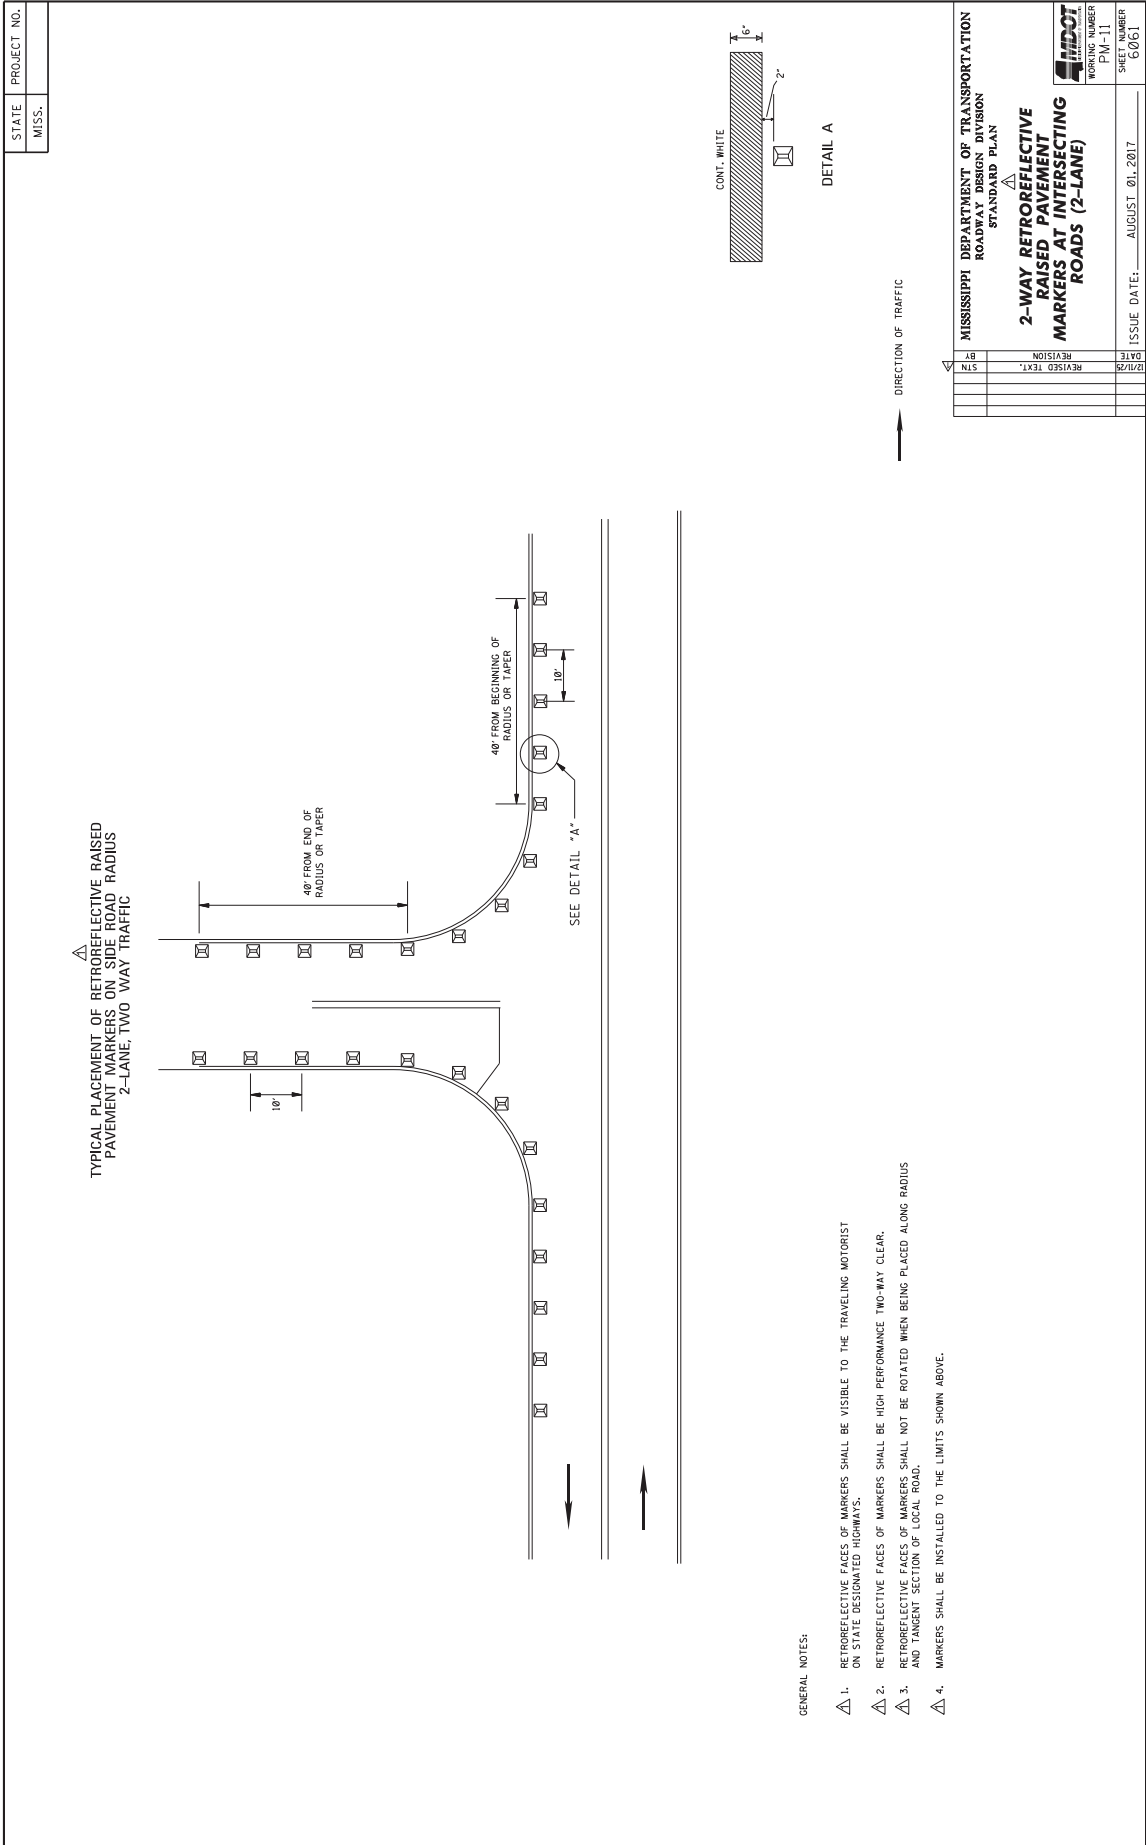 STATE PROJECT NO.
MISS.
TYPICAL PLACEMENT OF RETROREFLECTIVE RAISED
PAVEMENT MARKERS ON SIDE ROAD RADIUS
2-LANE, TWO WAY TRAFFIC
10'
40' FROM END OF
RADIUS OR TAPER
40' FROM BEGINNING OF
RADIUS OR TAPER
10'
SEE DETAIL "A"
CONT. WHITE
6"
2"
DETAIL A
DIRECTION OF TRAFFIC
GENERAL NOTES:
1. RETROREFLECTIVE FACES OF MARKERS SHALL BE VISIBLE TO THE TRAVELING MOTORIST
ON STATE DESIGNATED HIGHWAYS.
2. RETROREFLECTIVE FACES OF MARKERS SHALL BE HIGH PERFORMANCE TWO-WAY CLEAR.
3. RETROREFLECTIVE FACES OF MARKERS SHALL NOT BE ROTATED WHEN BEING PLACED ALONG RADIUS
AND TANGENT SECTION OF LOCAL ROAD.
4. MARKERS SHALL BE INSTALLED TO THE LIMITS SHOWN ABOVE.
BY
STN
REVISION
REVISED TEXT.
DATE
12/11/25
MISSISSIPPI DEPARTMENT OF TRANSPORTATION
ROADWAY DESIGN DIVISION
STANDARD PLAN
2-WAY RETROREFLECTIVE
RAISED PAVEMENT
MARKERS AT INTERSECTING
ROADS (2-LANE)
ISSUE DATE: AUGUST 01, 2017
MDOT
WORKING NUMBER
PM-11
SHEET NUMBER
6061